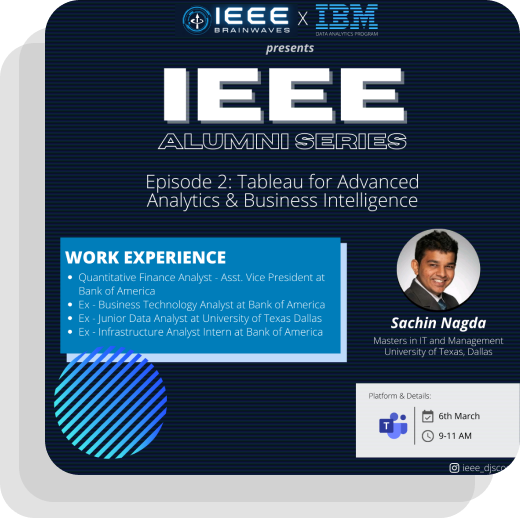 IEEE X IBM
BRAINWAVES DATA ANALYTICS PROGRAM
presents
IEEE
ALUMNI SERIES
Episode 2: Tableau for Advanced
Analytics & Business Intelligence
WORK EXPERIENCE
• Quantitative Finance Analyst - Asst. Vice President at
Bank of America
• Ex - Business Technology Analyst at Bank of America
• Ex - Junior Data Analyst at University of Texas Dallas
• Ex - Infrastructure Analyst Intern at Bank of America
Sachin Nagda
Masters in IT and Management
University of Texas, Dallas
Platform & Details:
T
6th March
9-11 AM